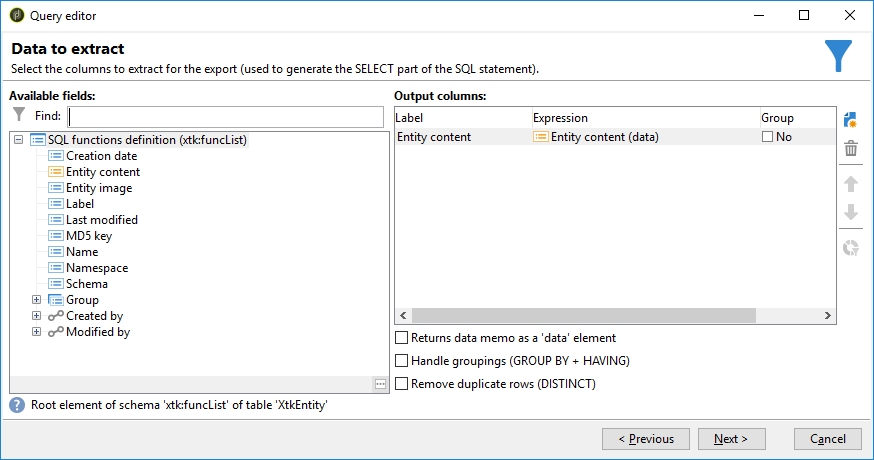 Query editor
Data to extract
Select the columns to extract for the export (used to generate the SELECT part of the SQL statement).
Available fields:
Find:
SQL functions definition (xtk:funcList)
Creation date
Entity content
Entity image
Label
Last modified
MD5 key
Name
Namespace
Schema
Group
Created by
Modified by
Root element of schema 'xtk:funcList' of table 'XtkEntity'
Output columns:
Label Expression Group
Entity content Entity content (data) No
Returns data memo as a 'data' element
Handle groupings (GROUP BY + HAVING)
Remove duplicate rows (DISTINCT)
< Previous Next > Cancel